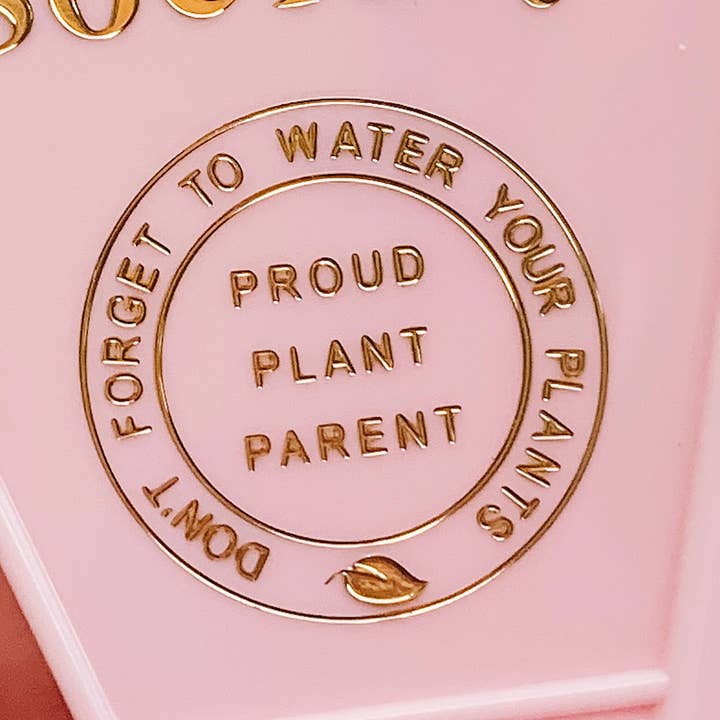 DON'T FORGET TO WATER YOUR PLANTS
PROUD
PLANT
PARENT